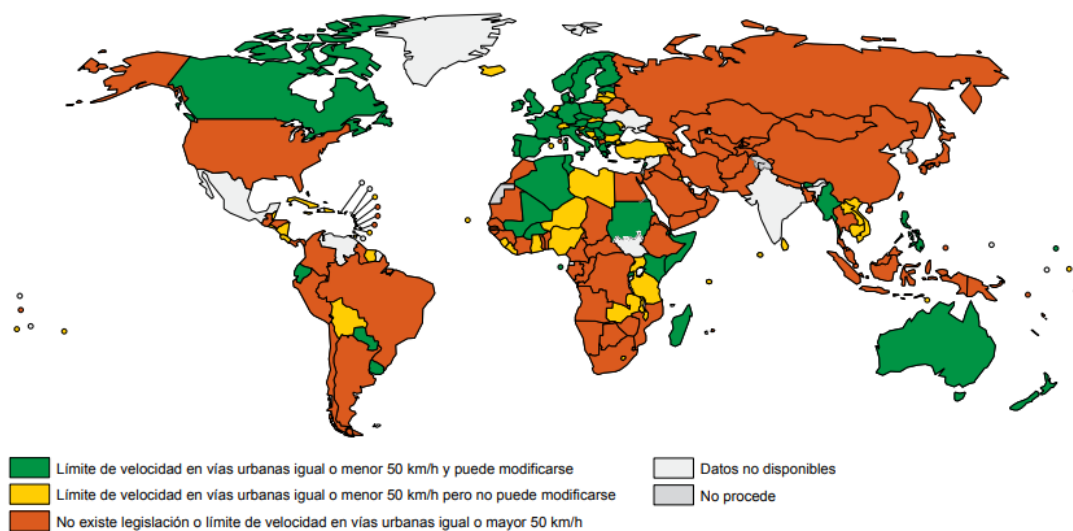 Límite de velocidad en vías urbanas igual o menor 50 km/h y puede modificarse
Límite de velocidad en vías urbanas igual o menor 50 km/h pero no puede modificarse
No existe legislación o límite de velocidad en vías urbanas igual o mayor 50 km/h
Datos no disponibles
No procede